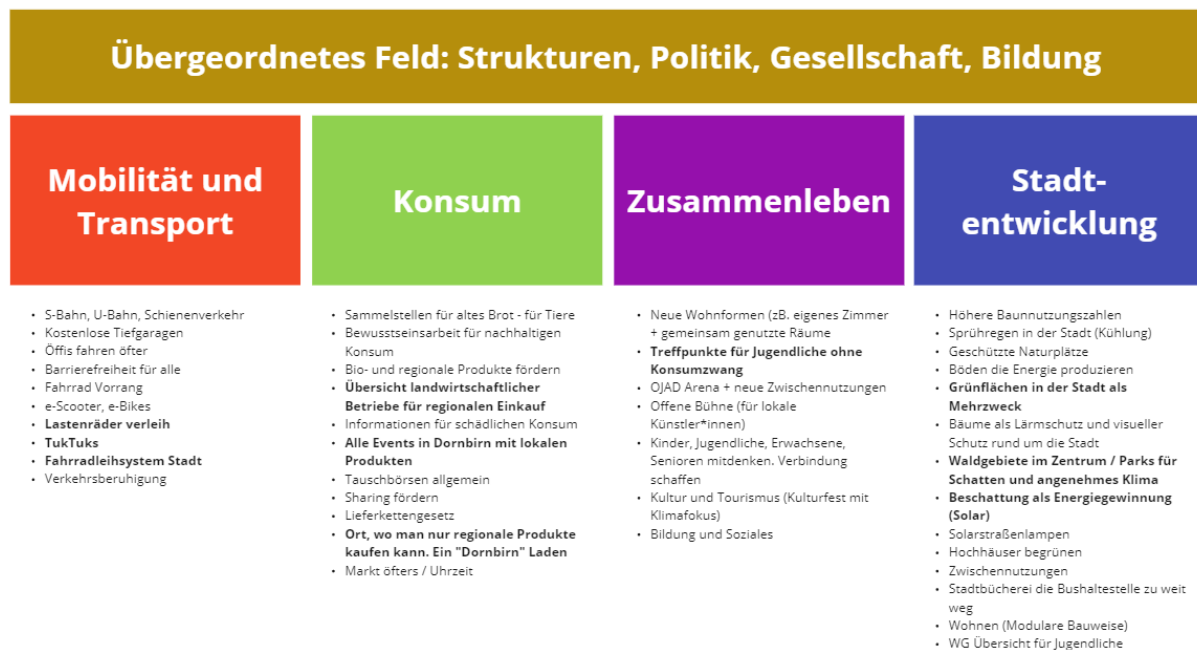 Übergeordnetes Feld: Strukturen, Politik, Gesellschaft, Bildung
Mobilität und
Transport
• S-Bahn, U-Bahn, Schienenverkehr
• Kostenlose Tiefgaragen
• Öffis fahren öfter
• Barrierefreiheit für alle
• Fahrrad Vorrang
• e-Scooter, e-Bikes
• Lastenräder verleih
• TukTuks
• Fahrradleihsystem Stadt
• Verkehrsberuhigung
Konsum
• Sammelstellen für altes Brot - für Tiere
• Bewusstseinsarbeit für nachhaltigen
Konsum
• Bio- und regionale Produkte fördern
• Übersicht landwirtschaftlicher
Betriebe für regionalen Einkauf
• Informationen für schädlichen Konsum
• Alle Events in Dornbirn mit lokalen
Produkten
• Tauschbörsen allgemein
• Sharing fördern
• Lieferkettengesetz
• Ort, wo man nur regionale Produkte
kaufen kann. Ein "Dornbirn" Laden
• Markt öfters / Uhrzeit
Zusammenleben
• Neue Wohnformen (zB. eigenes Zimmer
+ gemeinsam genutzte Räume
• Treffpunkte für Jugendliche ohne
Konsumzwang
• OJAD Arena + neue Zwischennutzungen
• Offene Bühne (für lokale
Künstler*innen)
• Kinder, Jugendliche, Erwachsene,
Senioren mitdenken. Verbindung
schaffen
• Kultur und Tourismus (Kulturfest mit
Klimafokus)
• Bildung und Soziales
Stadt-
entwicklung
• Höhere Baunnutzungszahlen
• Sprühregen in der Stadt (Kühlung)
• Geschützte Naturplätze
• Böden die Energie produzieren
• Grünflächen in der Stadt als
Mehrzweck
• Bäume als Lärmschutz und visueller
Schutz rund um die Stadt
• Waldgebiete im Zentrum / Parks für
Schatten und angenehmes Klima
• Beschattung als Energiegewinnung
(Solar)
• Solarstraßenlampen
• Hochhäuser begrünen
• Zwischennutzungen
• Stadtbücherei die Bushaltestelle zu weit
weg
• Wohnen (Modulare Bauweise)
• WG Übersicht für Jugendliche